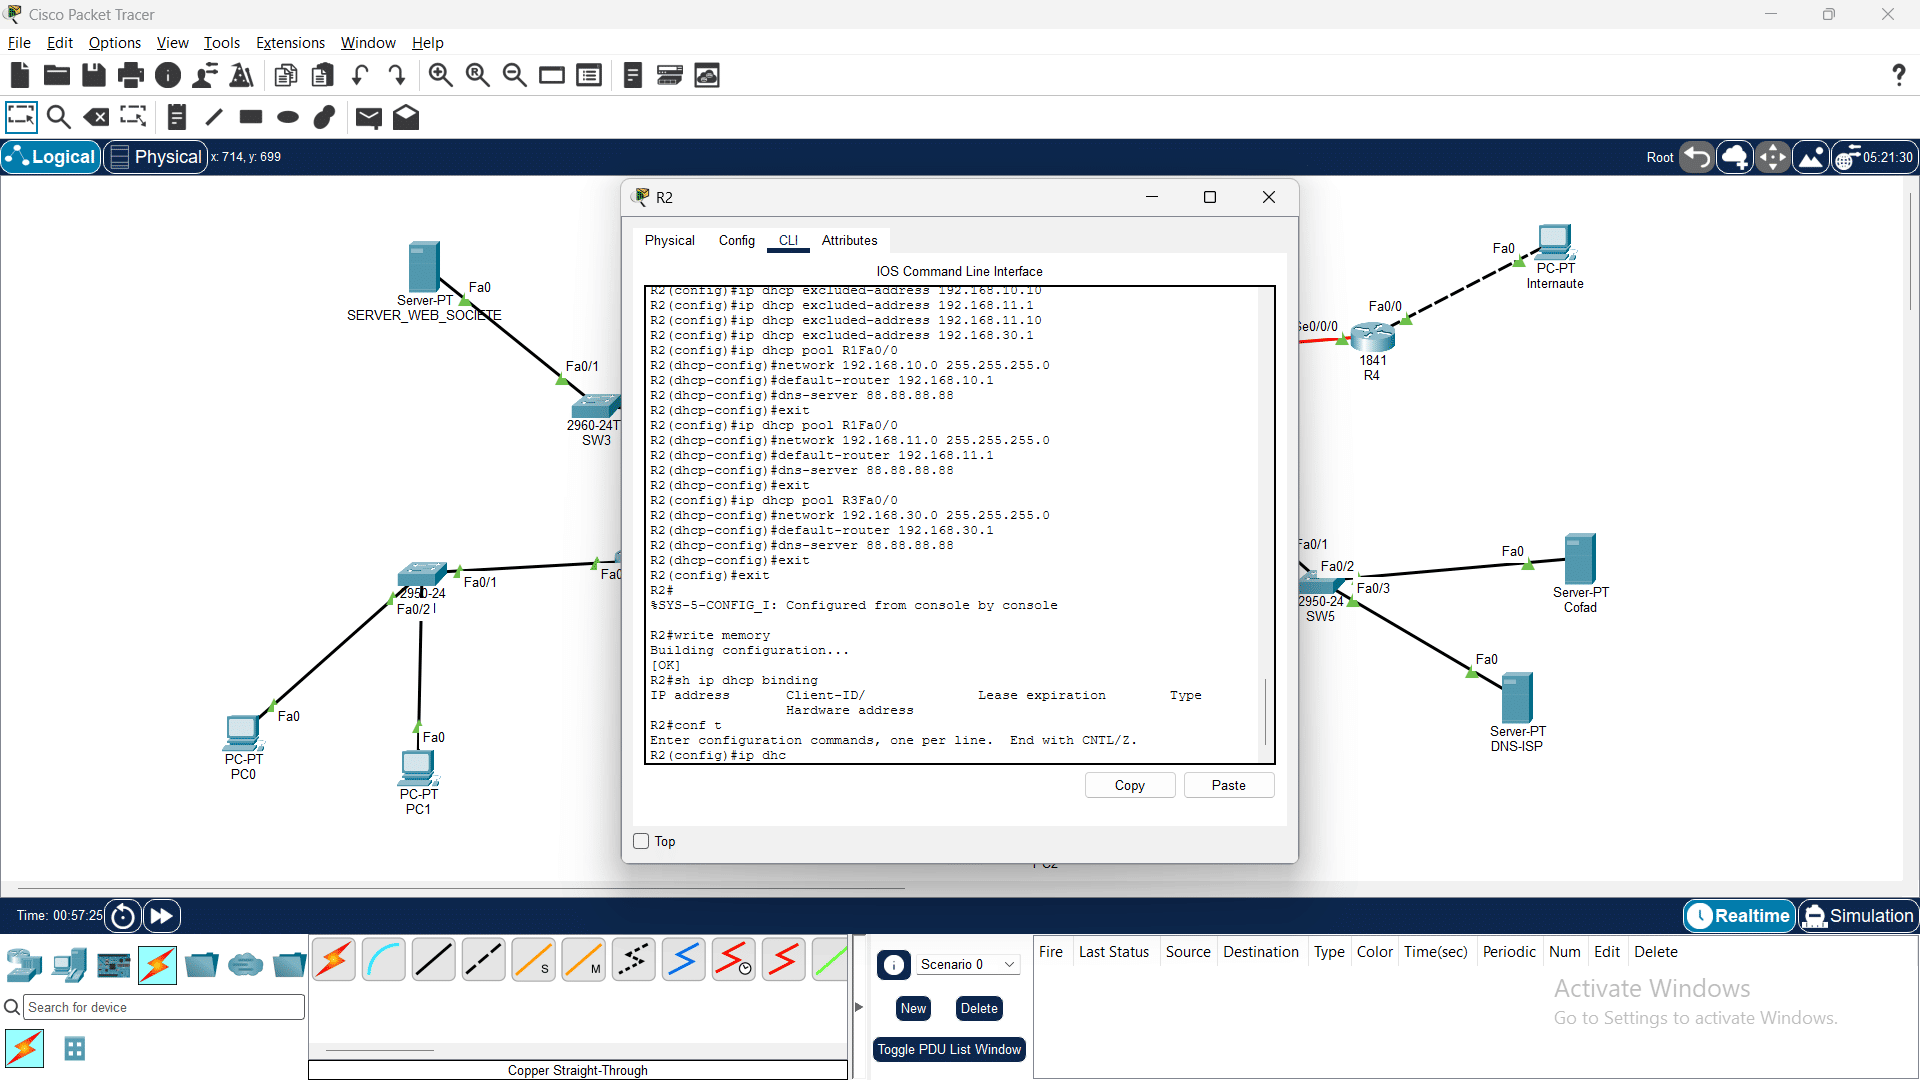 Cisco Packet Tracer
File Edit Options View Tools Extensions Window Help
Logical Physical x: 714, y: 699 Root 05:21:30
R2
Physical Config CLI Attributes
IOS Command Line Interface
R2(config)#ip dhcp excluded-address 192.168.10.10
R2(config)#ip dhcp excluded-address 192.168.11.1
R2(config)#ip dhcp excluded-address 192.168.11.10
R2(config)#ip dhcp excluded-address 192.168.30.1
R2(config)#ip dhcp pool R1Fa0/0
R2(dhcp-config)#network 192.168.10.0 255.255.255.0
R2(dhcp-config)#default-router 192.168.10.1
R2(dhcp-config)#dns-server 88.88.88.88
R2(dhcp-config)#exit
R2(config)#ip dhcp pool R1Fa0/0
R2(dhcp-config)#network 192.168.11.0 255.255.255.0
R2(dhcp-config)#default-router 192.168.11.1
R2(dhcp-config)#dns-server 88.88.88.88
R2(dhcp-config)#exit
R2(config)#ip dhcp pool R3Fa0/0
R2(dhcp-config)#network 192.168.30.0 255.255.255.0
R2(dhcp-config)#default-router 192.168.30.1
R2(dhcp-config)#dns-server 88.88.88.88
R2(dhcp-config)#exit
R2(config)#exit
R2#
%SYS-5-CONFIG_I: Configured from console by console
R2#write memory
Building configuration...
[OK]
R2#sh ip dhcp binding
IP address Client-ID/ Lease expiration Type
Hardware address
R2#conf t
Enter configuration commands, one per line. End with CNTL/Z.
R2(config)#ip dhc
Copy Paste
Top
Fa0
Server-PT
SERVER_WEB_SOCIETE
Fa0/1
2960-24T
SW3
Fa0/1
2950-24
Fa0/2
Fa0
PC-PT
PC0
Fa0
PC-PT
PC1
Fa0
PC-PT
Internaute
Fa0/0
Se0/0/0
1841
R4
Fa0/1
Fa0/2
Fa0/3
2950-24
SW5
Fa0
Server-PT
Cofad
Fa0
Server-PT
DNS-ISP
PC2
Time: 00:57:25 Realtime Simulation
Search for device
S
M
Copper Straight-Through
Scenario 0
New Delete
Toggle PDU List Window
Fire Last Status Source Destination Type Color Time(sec) Periodic Num Edit Delete
Activate Windows
Go to Settings to activate Windows.